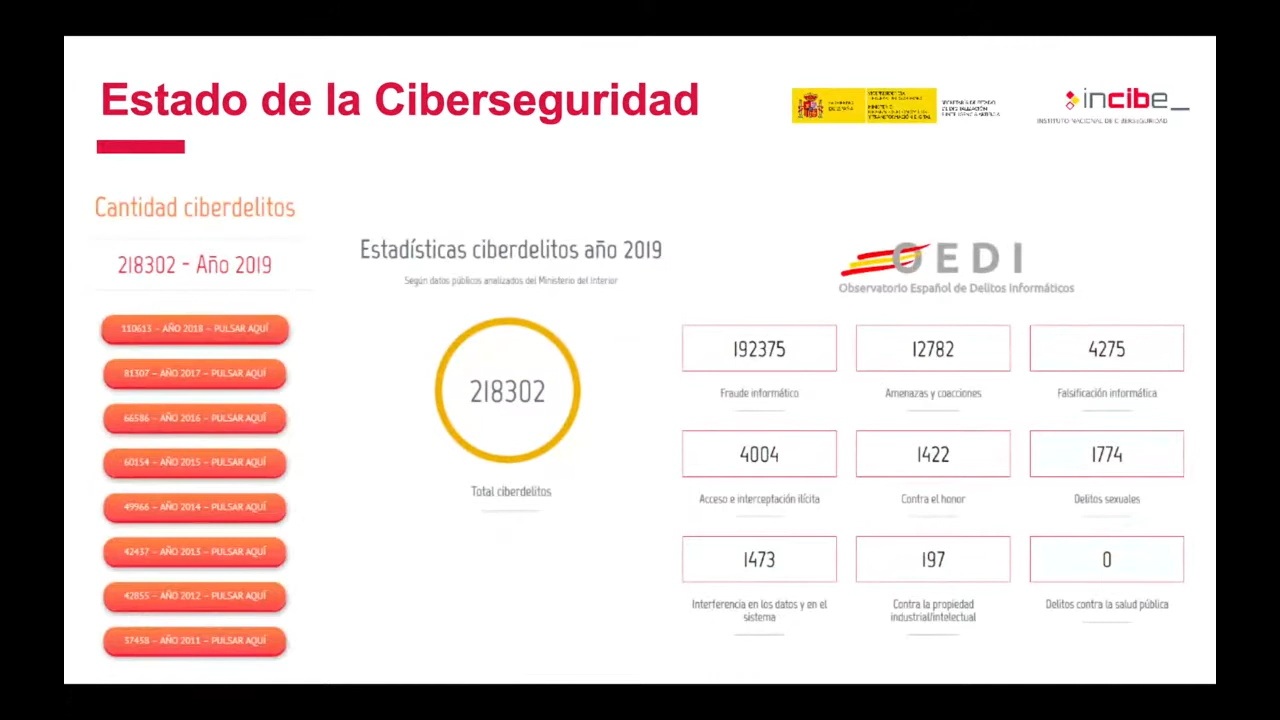 Estado de la Ciberseguridad
incibe_
INSTITUTO NACIONAL DE CIBERSEGURIDAD
Cantidad ciberdelitos
218302 - Año 2019
110613 – AÑO 2018 – PULSAR AQUÍ
81307 – AÑO 2017 – PULSAR AQUÍ
66586 – AÑO 2016 – PULSAR AQUÍ
60154 – AÑO 2015 – PULSAR AQUÍ
49966 – AÑO 2014 – PULSAR AQUÍ
42437 – AÑO 2013 – PULSAR AQUÍ
42855 – AÑO 2012 – PULSAR AQUÍ
37458 – AÑO 2011 – PULSAR AQUÍ
Estadísticas ciberdelitos año 2019
Según datos públicos analizados del Ministerio del Interior
218302
Total ciberdelitos
OEDI
Observatorio Español de Delitos Informáticos
192375
Fraude informático
12782
Amenazas y coacciones
4275
Falsificación informática
4004
Acceso e interceptación ilícita
1422
Contra el honor
1774
Delitos sexuales
1473
Interferencia en los datos y en el
sistema
197
Contra la propiedad
industrial/intelectual
0
Delitos contra la salud pública